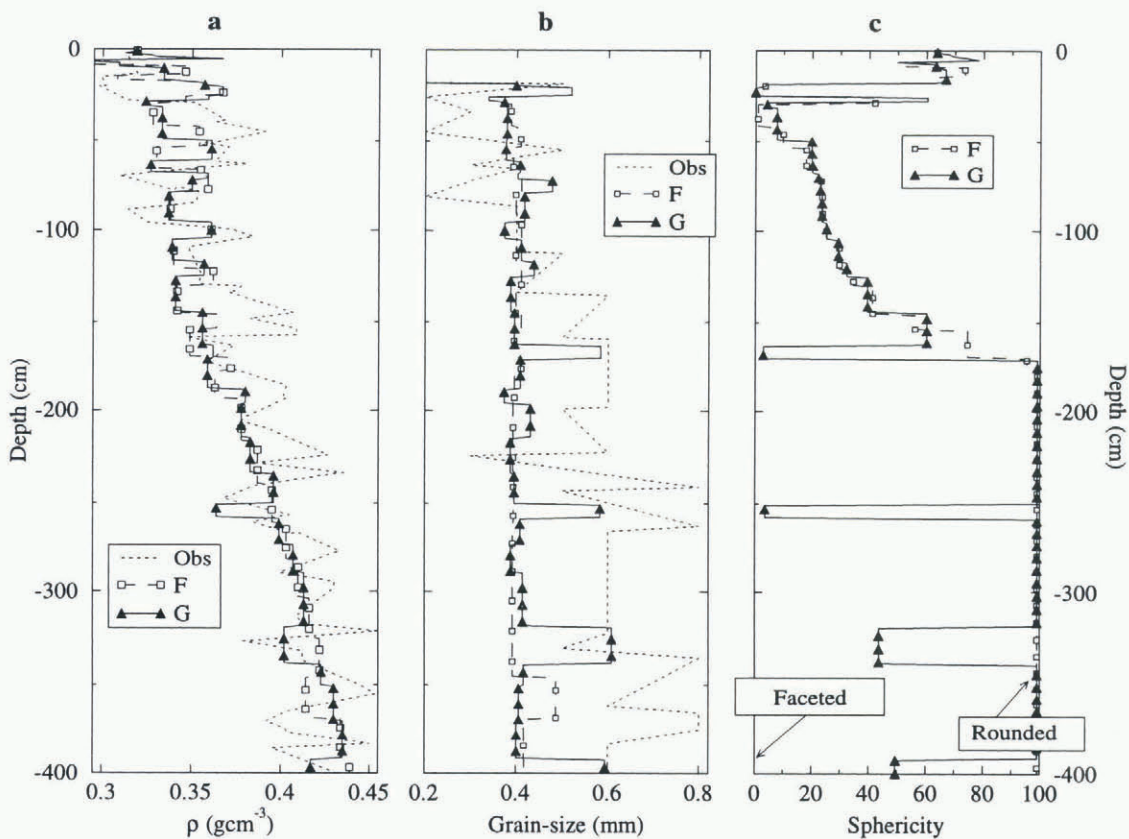 a b c
0
-100
-200
-300
-400
Depth (cm)
0.3 0.35 0.4 0.45
ρ (gcm-3)
Obs
F
G
0.2 0.4 0.6 0.8
Grain-size (mm)
Obs
F
G
0 20 40 60 80 100
Sphericity
F
G
Faceted
Rounded
0
-100
-200
-300
-400
Depth (cm)